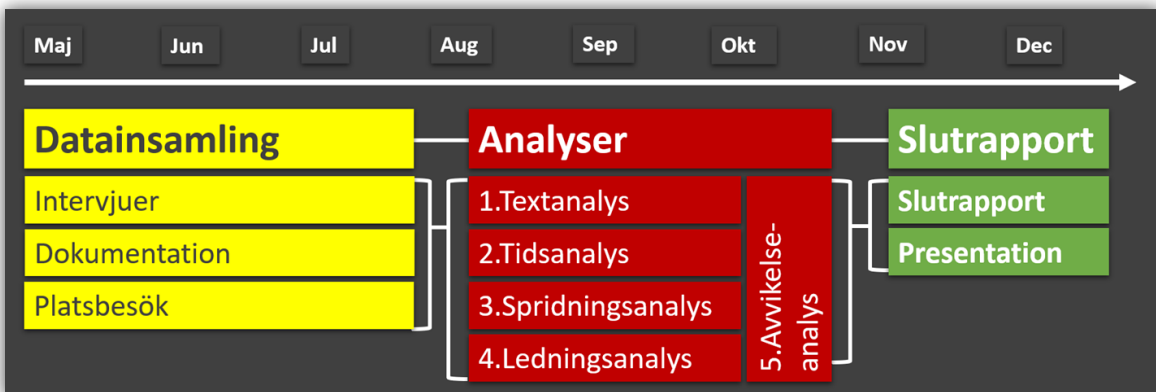 Maj Jun Jul Aug Sep Okt Nov Dec
Datainsamling
Intervjuer
Dokumentation
Platsbesök
Analyser
1.Textanalys
2.Tidsanalys
3.Spridningsanalys
4.Ledningsanalys
5.Avvikelse-
analys
Slutrapport
Slutrapport
Presentation